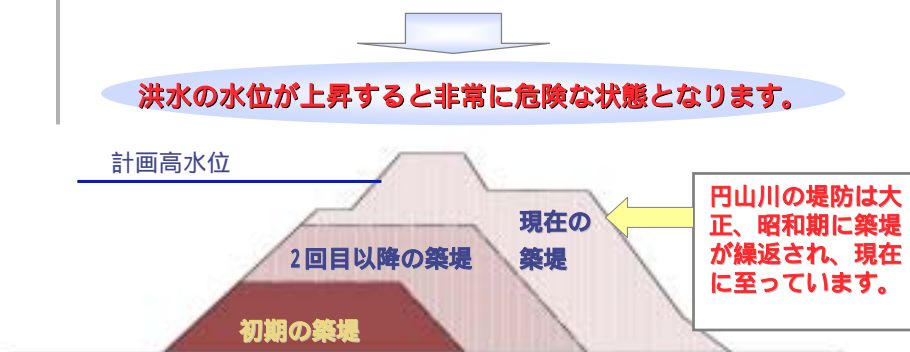 洪水の水位が上昇すると非常に危険な状態となります。
計画高水位
円山川の堤防は大
正、昭和期に築堤
が繰返され、現在
に至っています。
現在の
築堤
2回目以降の築堤
初期の築堤